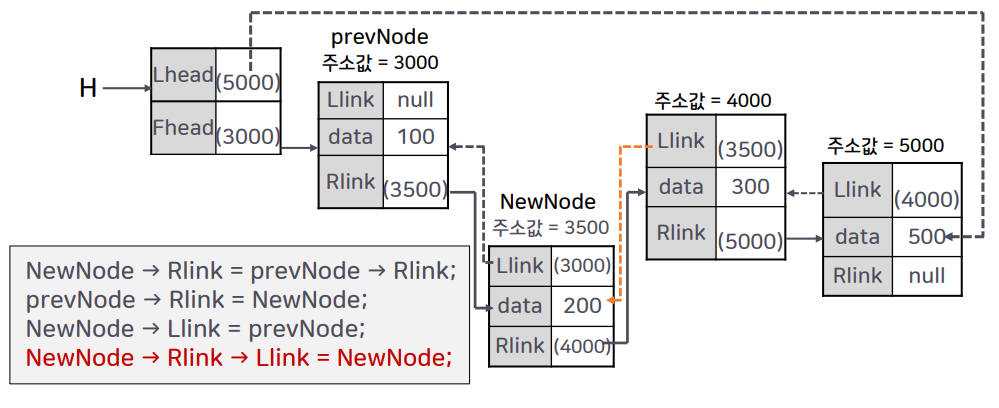 H
Lhead (5000)
Fhead (3000)
prevNode
주소값 = 3000
Llink null
data 100
Rlink (3500)
NewNode
주소값 = 3500
Llink (3000)
data 200
Rlink (4000)
주소값 = 4000
Llink (3500)
data 300
Rlink (5000)
주소값 = 5000
Llink (4000)
data 500
Rlink null
NewNode → Rlink = prevNode → Rlink;
prevNode → Rlink = NewNode;
NewNode → Llink = prevNode;
NewNode → Rlink → Llink = NewNode;